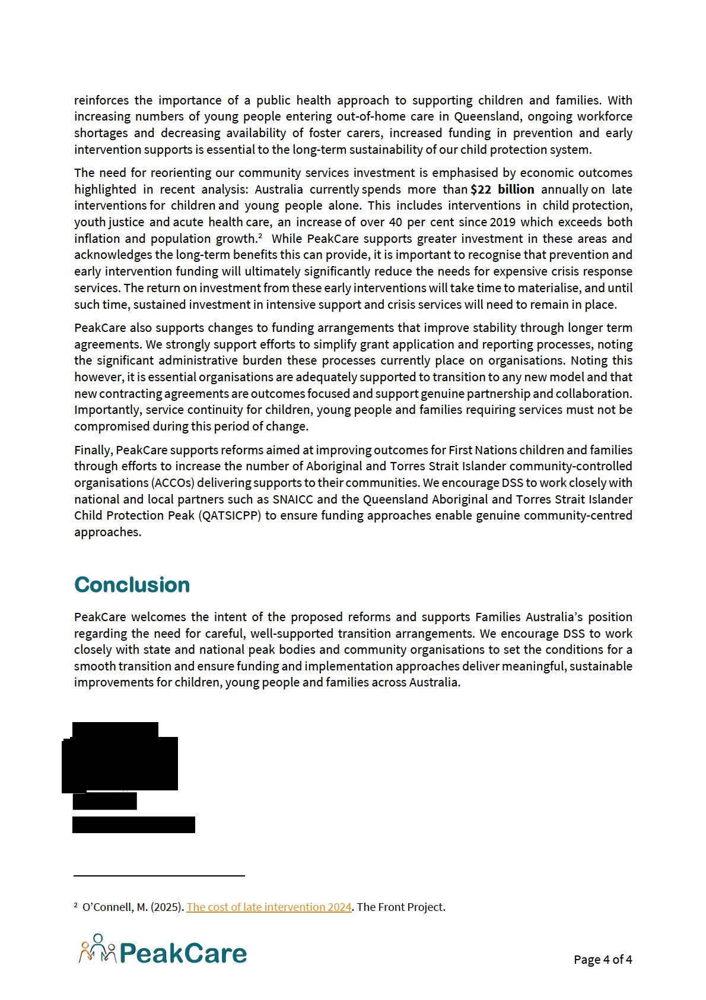 reinforces the importance of a public health approach to supporting children and families. With
increasing numbers of young people entering out-of-home care in Queensland, ongoing workforce
shortages and decreasing availability of foster carers, increased funding in prevention and early
intervention supports is essential to the long-term sustainability of our child protection system.
The need for reorienting our community services investment is emphasised by economic outcomes
highlighted in recent analysis: Australia currently spends more than $22 billion annually on late
interventions for children and young people alone. This includes interventions in child protection,
youth justice and acute health care, an increase of over 40 per cent since 2019 which exceeds both
inflation and population growth.² While PeakCare supports greater investment in these areas and
acknowledges the long-term benefits this can provide, it is important to recognise that prevention and
early intervention funding will ultimately significantly reduce the needs for expensive crisis response
services. The return on investment from these early interventions will take time to materialise, and until
such time, sustained investment in intensive support and crisis services will need to remain in place.
PeakCare also supports changes to funding arrangements that improve stability through longer term
agreements. We strongly support efforts to simplify grant application and reporting processes, noting
the significant administrative burden these processes currently place on organisations. Noting this
however, it is essential organisations are adequately supported to transition to any new model and that
new contracting agreements are outcomes focused and support genuine partnership and collaboration.
Importantly, service continuity for children, young people and families requiring services must not be
compromised during this period of change.
Finally, PeakCare supports reforms aimed at improving outcomes for First Nations children and families
through efforts to increase the number of Aboriginal and Torres Strait Islander community-controlled
organisations (ACCOs) delivering supports to their communities. We encourage DSS to work closely with
national and local partners such as SNAICC and the Queensland Aboriginal and Torres Strait Islander
Child Protection Peak (QATSICPP) to ensure funding approaches enable genuine community-centred
approaches.
Conclusion
PeakCare welcomes the intent of the proposed reforms and supports Families Australia’s position
regarding the need for careful, well-supported transition arrangements. We encourage DSS to work
closely with state and national peak bodies and community organisations to set the conditions for a
smooth transition and ensure funding and implementation approaches deliver meaningful, sustainable
improvements for children, young people and families across Australia.
² O’Connell, M. (2025). The cost of late intervention 2024. The Front Project.
PeakCare
Page 4 of 4